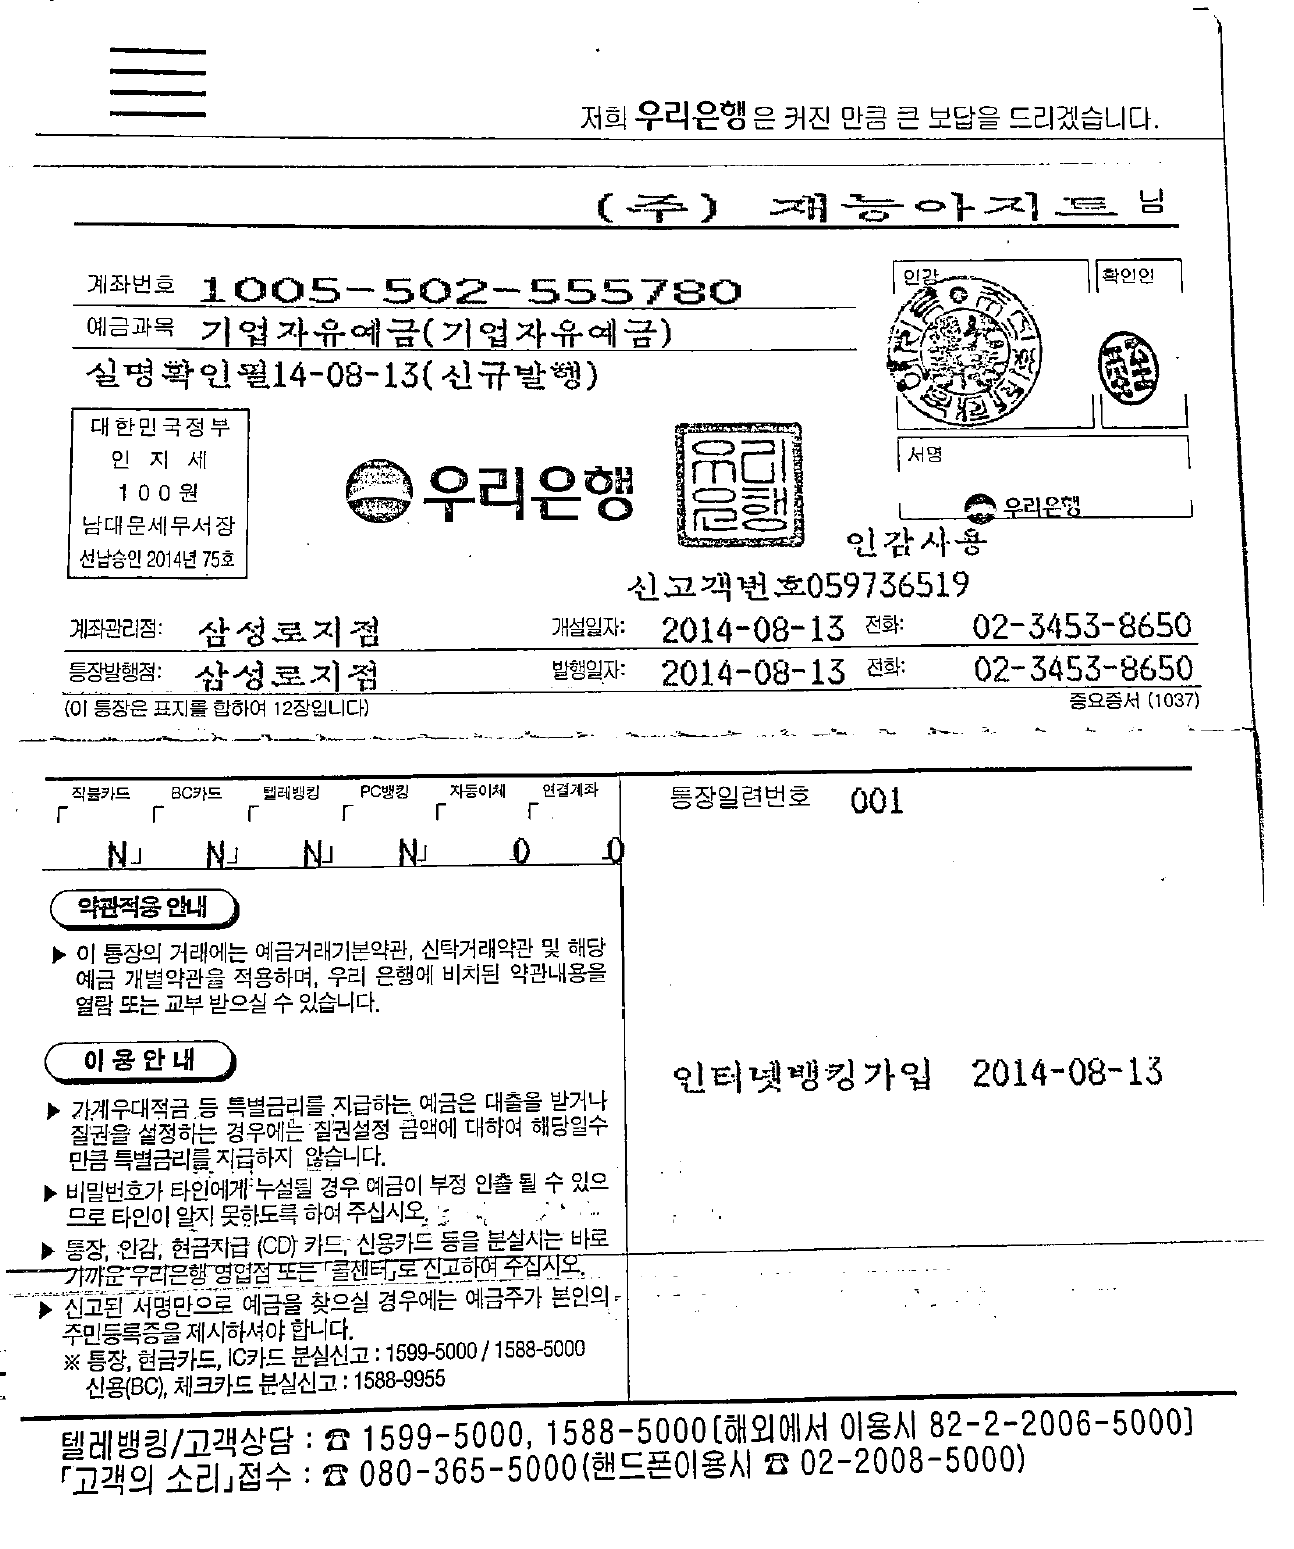 저희 우리은행은 커진 만큼 큰 보답을 드리겠습니다.
(주) 재능아지트 님
계좌번호 1005-502-555780
예금과목 기업자유예금(기업자유예금)
실명확인필14-08-13(신규발행)
인감
확인인
대한민국정부
인지세
100원
남대문세무서장
선납승인 2014년 75호
우리은행
우리은행
서명
우리은행
인감사용
신고객번호059736519
계좌관리점: 삼성로지점 개설일자: 2014-08-13 전화: 02-3453-8650
통장발행점: 삼성로지점 발행일자: 2014-08-13 전화: 02-3453-8650
(이 통장은 표지를 합하여 12장입니다) 중요증서 (1037)
직불카드 BC카드 텔레뱅킹 PC뱅킹 자동이체 연결계좌
N N N N 0 0
통장일련번호 001
약관적용 안내
▶ 이 통장의 거래에는 예금거래기본약관, 신탁거래약관 및 해당
예금 개별약관을 적용하며, 우리 은행에 비치된 약관내용을
열람 또는 교부 받으실 수 있습니다.
이용안내
인터넷뱅킹가입 2014-08-13
▶ 가계우대적금 등 특별금리를 지급하는 예금은 대출을 받거나
질권을 설정하는 경우에는 질권설정 금액에 대하여 해당일수
만큼 특별금리를 지급하지 않습니다.
▶ 비밀번호가 타인에게 누설될 경우 예금이 부정 인출 될 수 있으
므로 타인이 알지 못하도록 하여 주십시오.
▶ 통장, 인감, 현금지급 (CD) 카드, 신용카드 등을 분실시는 바로
가까운 우리은행 영업점 또는 「콜센터」로 신고하여 주십시오.
▶ 신고된 서명만으로 예금을 찾으실 경우에는 예금주가 본인의
주민등록증을 제시하셔야 합니다.
※ 통장, 현금카드, IC카드 분실신고 : 1599-5000 / 1588-5000
신용(BC), 체크카드 분실신고 : 1588-9955
텔레뱅킹/고객상담 : ☎ 1599-5000, 1588-5000[해외에서 이용시 82-2-2006-5000]
「고객의 소리」접수 : ☎ 080-365-5000(핸드폰이용시 ☎ 02-2008-5000)